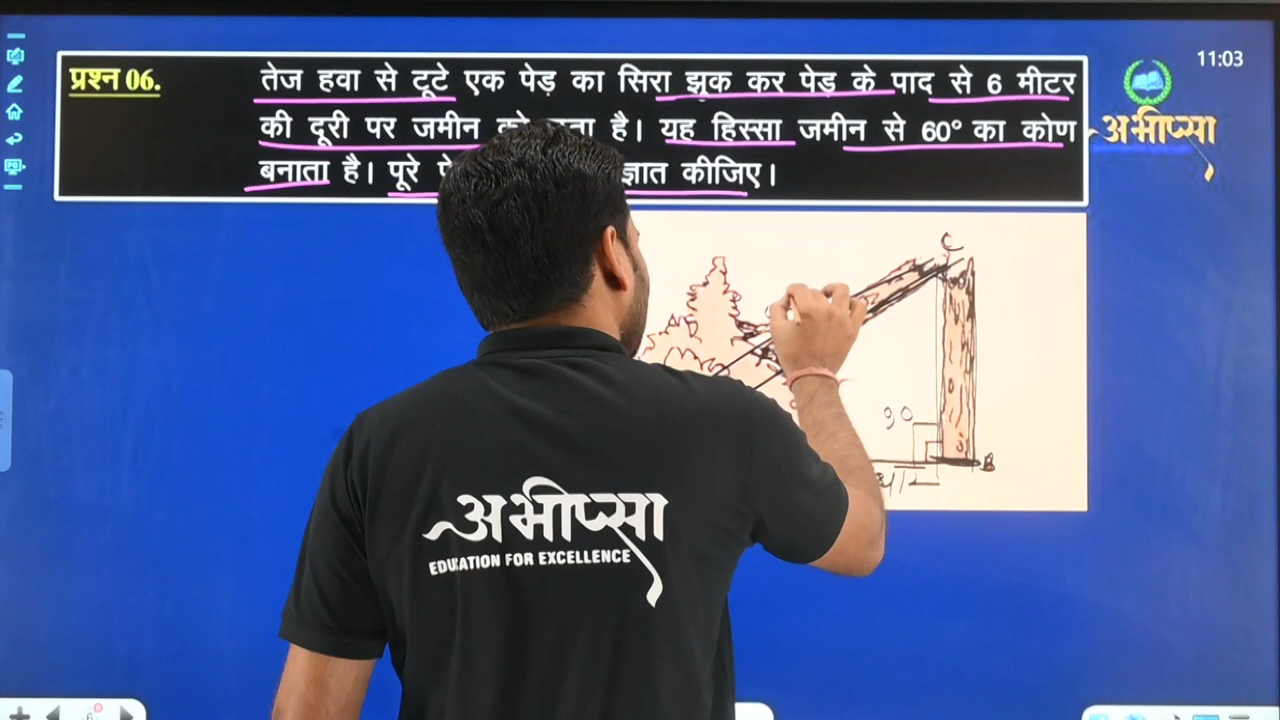 प्रश्न 06.
तेज हवा से टूटे एक पेड़ का सिरा झुक कर पेड़ के पाद से 6 मीटर
की दूरी पर जमीन है। यह हिस्सा जमीन से 60° का कोण
बनाता है। पूरे ज्ञात कीजिए।
11:03
अभीप्सा
C
90
B
अभीप्सा
EDUCATION FOR EXCELLENCE